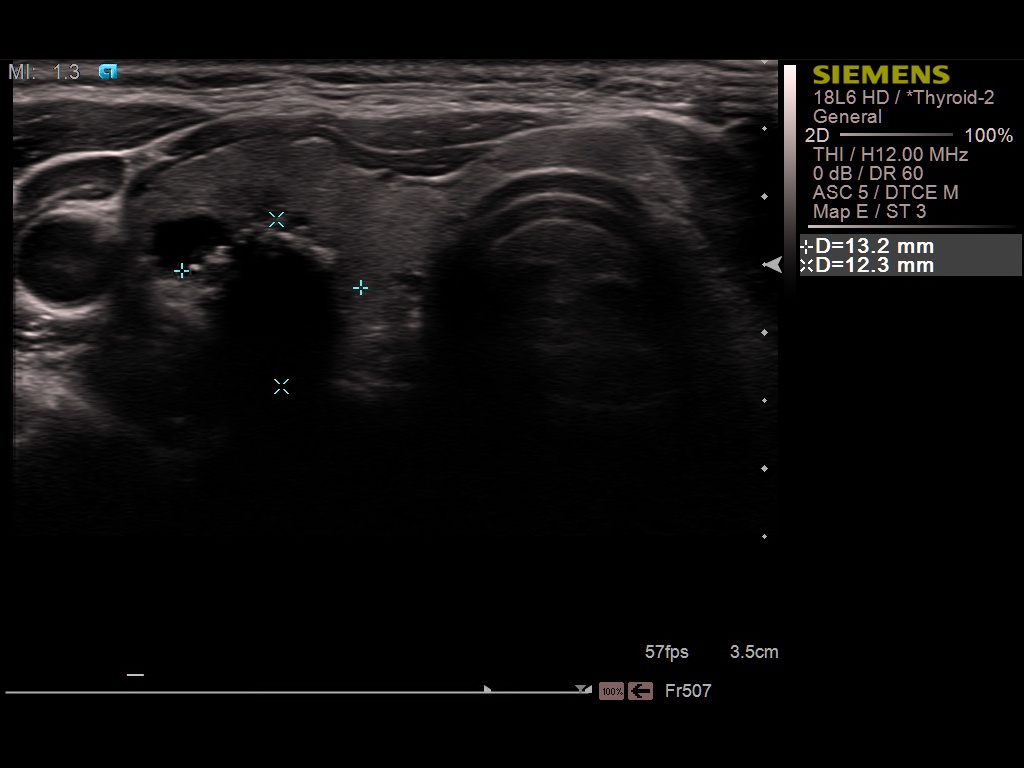 MI: 1.3
SIEMENS
18L6 HD / *Thyroid-2
General
2D 100%
THI / H12.00 MHz
0 dB / DR 60
ASC 5 / DTCE M
Map E / ST 3
D=13.2 mm
D=12.3 mm
57fps 3.5cm
100% Fr507